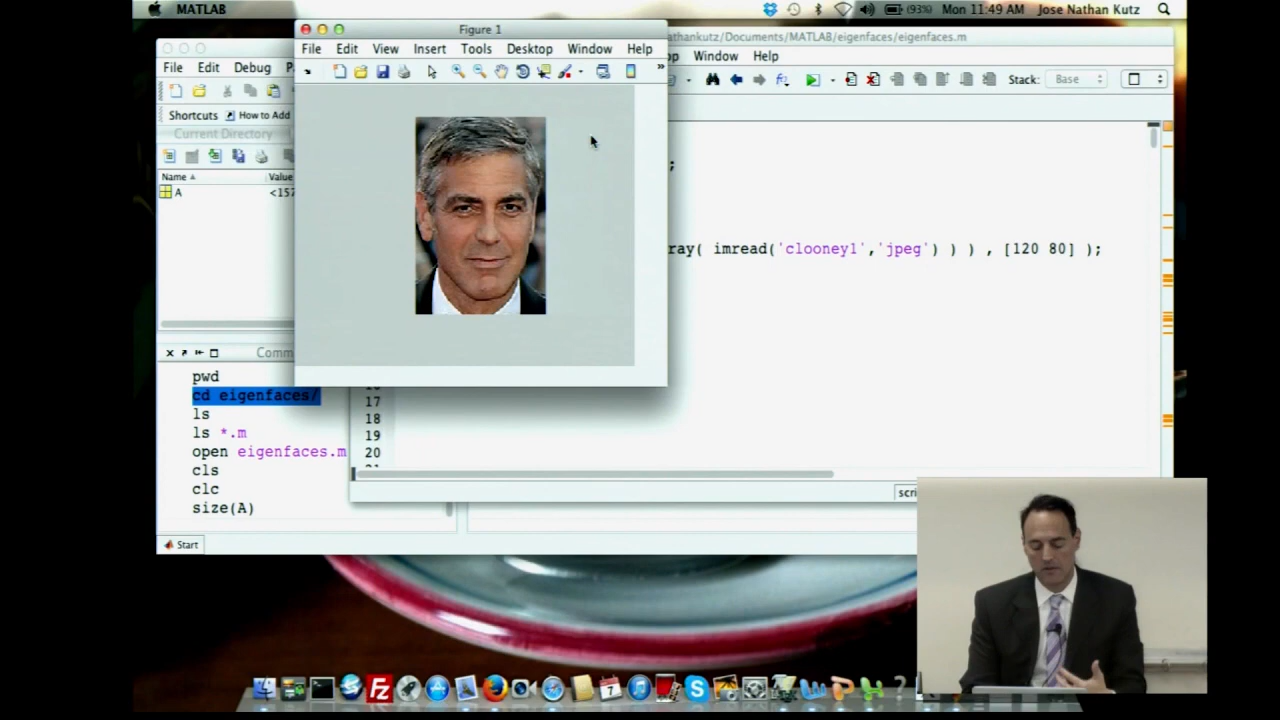 MATLAB
(93%) Mon 11:49 AM Jose Nathan Kutz
Figure 1
File Edit View Insert Tools Desktop Window Help
athankutz/Documents/MATLAB/eigenfaces/eigenfaces.m
Window Help
Stack: Base
File Edit Debug
Shortcuts How to Add
Current Directory
Name Value
A <157
ray( imread('clooney1','jpeg') ) ) , [120 80] );
;
Comm
pwd
cd eigenfaces/
ls
ls *.m
open eigenfaces.m
cls
clc
size(A)
17
18
19
20
scri
Start